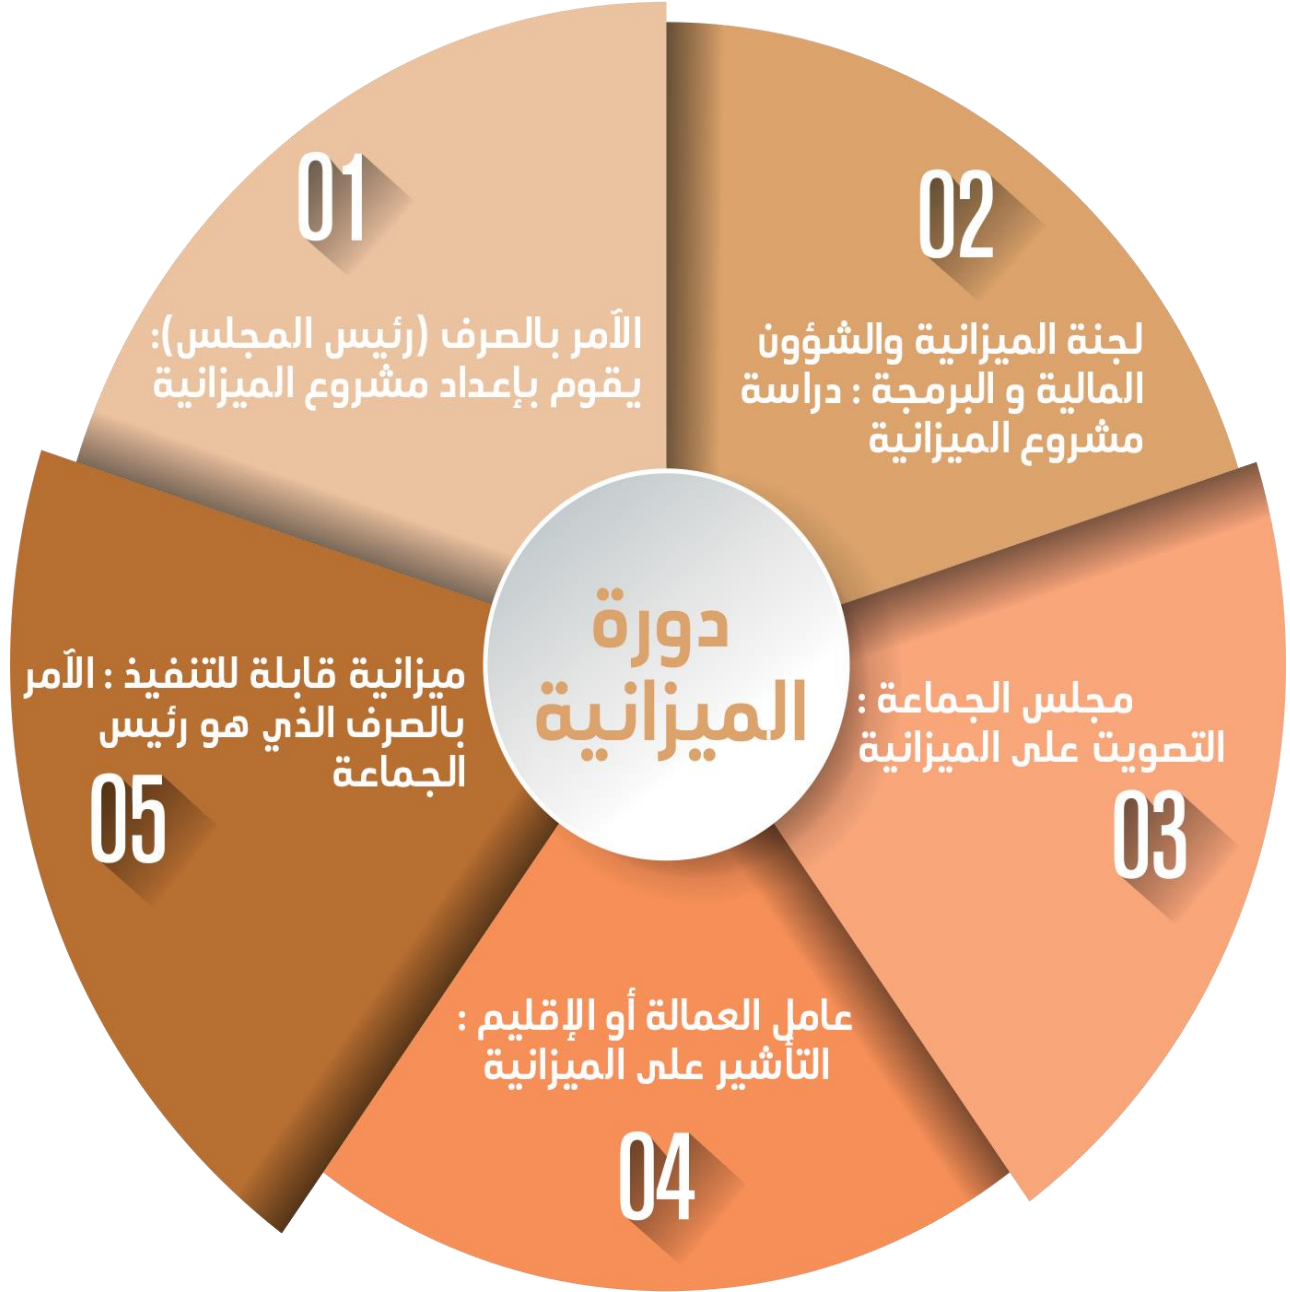 دورة
الميزانية
01
الآمر بالصرف (رئيس المجلس):
يقوم بإعداد مشروع الميزانية
02
لجنة الميزانية والشؤون
المالية و البرمجة : دراسة
مشروع الميزانية
مجلس الجماعة :
التصويت على الميزانية
03
عامل العمالة أو الإقليم :
التأشير على الميزانية
04
ميزانية قابلة للتنفيذ : الآمر
بالصرف الذي هو رئيس
الجماعة
05